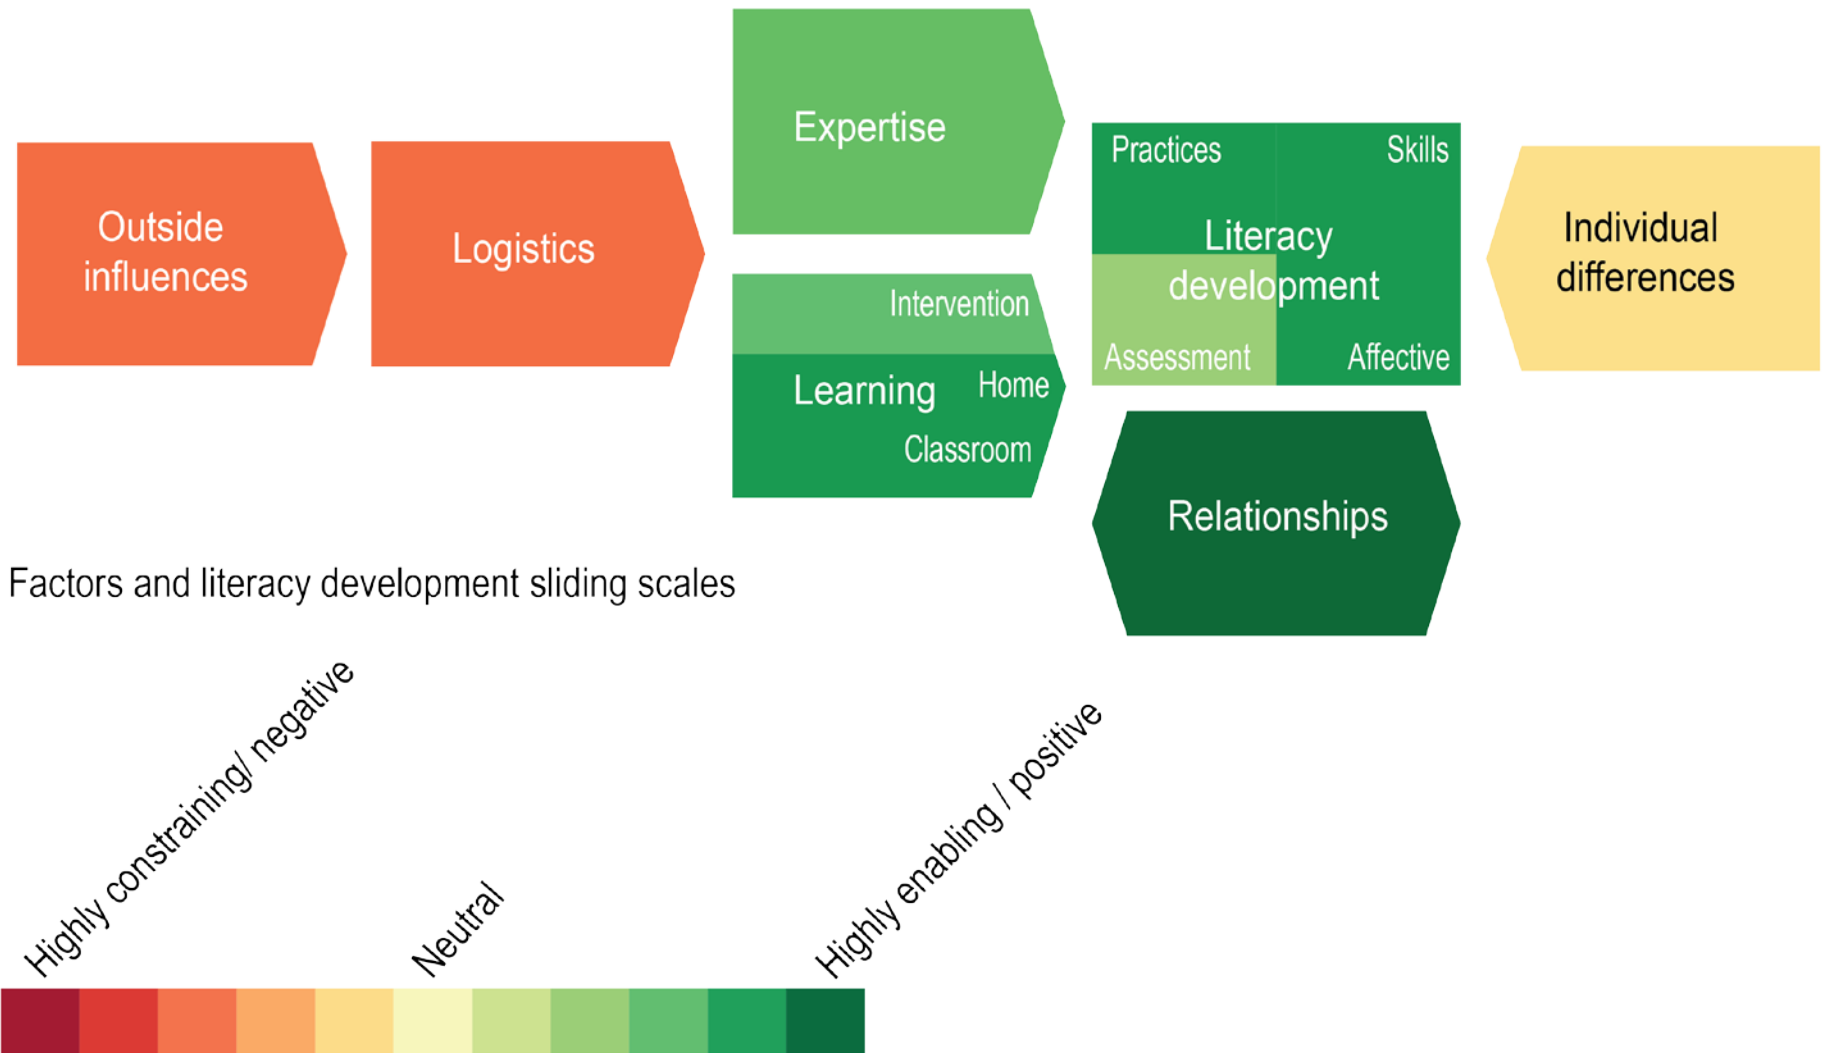 Outside
influences
Logistics
Expertise
Intervention
Learning
Home
Classroom
Practices
Skills
Literacy
development
Assessment
Affective
Relationships
Individual
differences
Factors and literacy development sliding scales
Highly constraining/ negative
Neutral
Highly enabling / positive